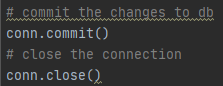 # commit the changes to db
conn.commit()
# close the connection
conn.close()